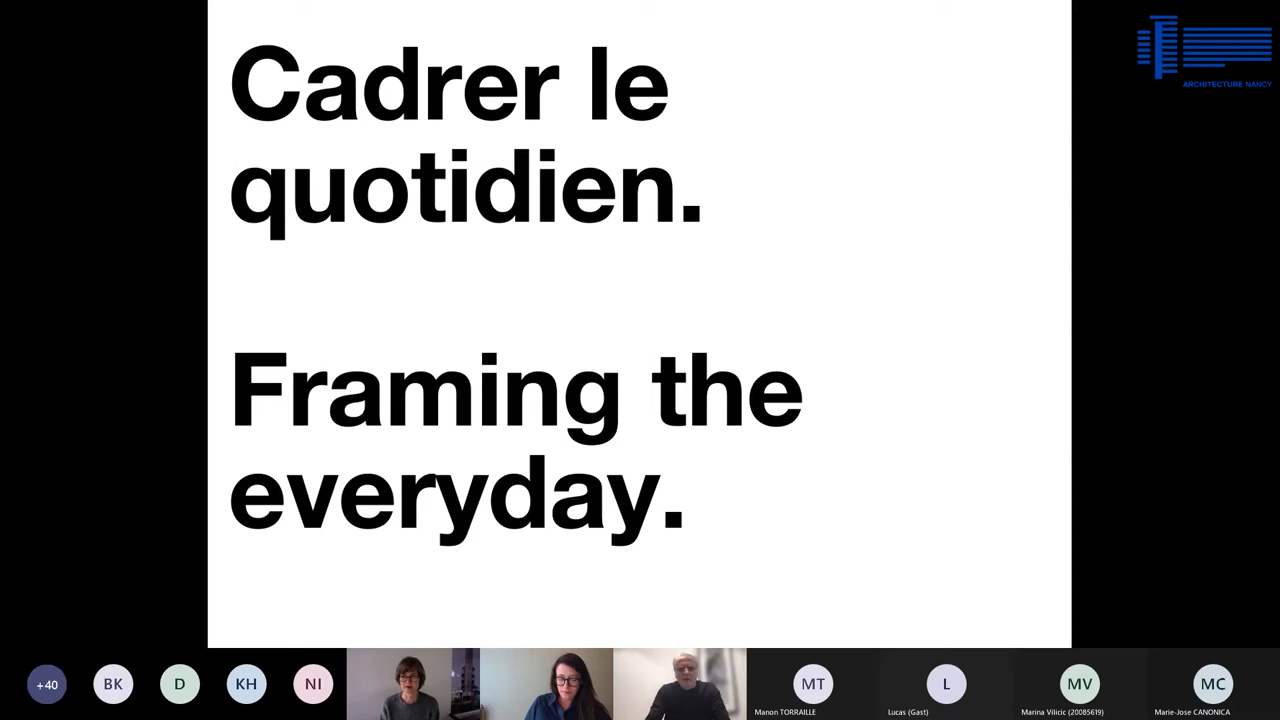 Cadrer le
quotidien.
Framing the
everyday.
ARCHITECTURE NANCY
+40
BK
D
KH
NI
MT
L
MV
MC
Manon TORRAILLE
Lucas (Gast)
Marina Vilicic (20085619)
Marie-Jose CANONICA